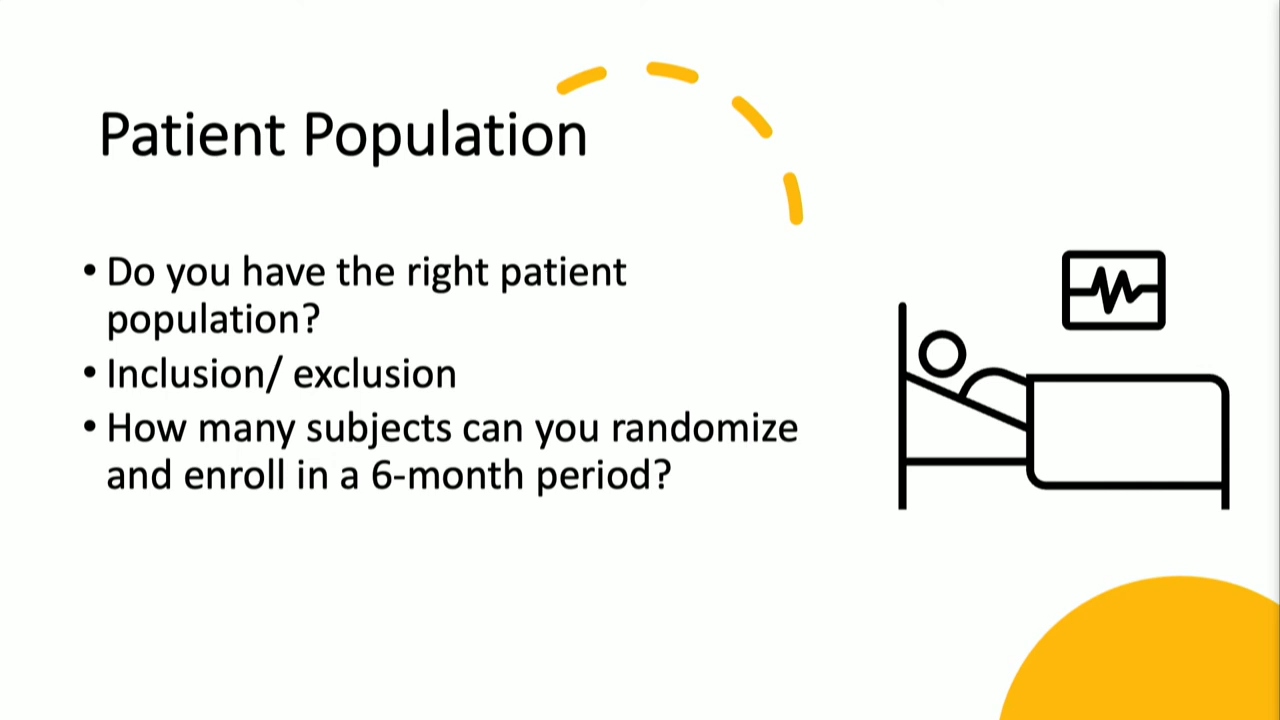 Patient Population
• Do you have the right patient
population?
• Inclusion/ exclusion
• How many subjects can you randomize
and enroll in a 6-month period?